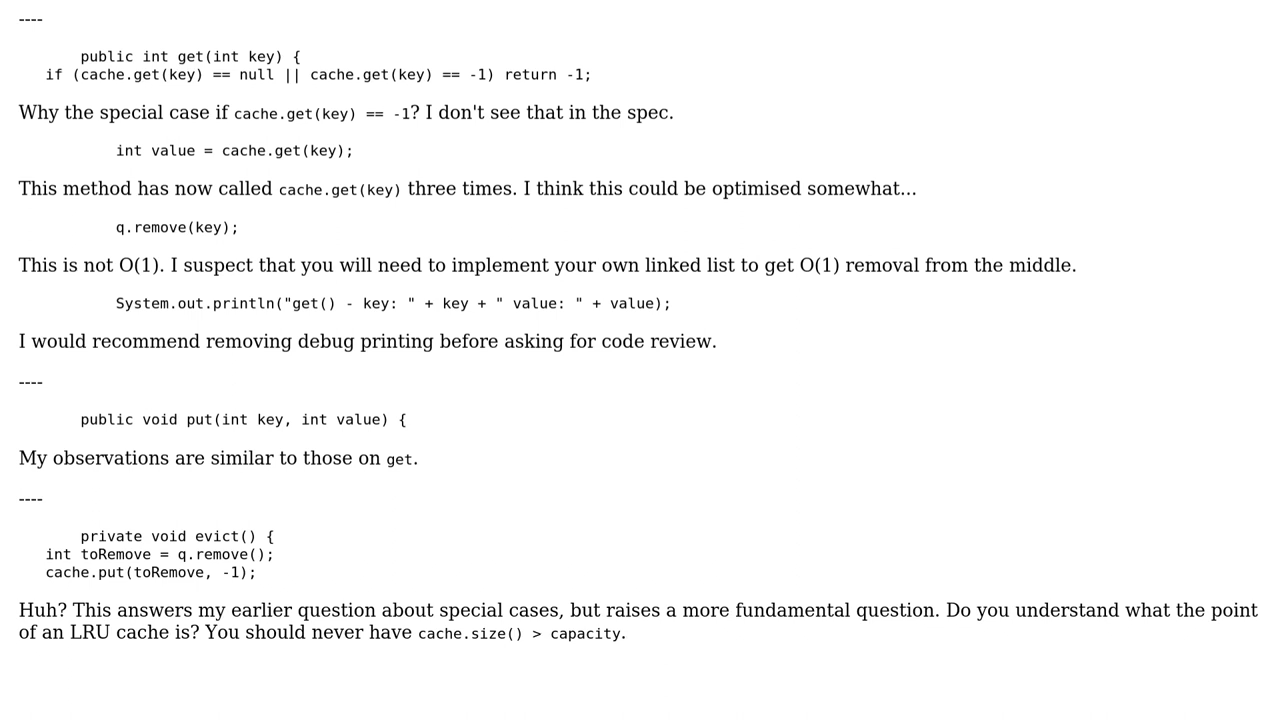 ----
public int get(int key) {
if (cache.get(key) == null || cache.get(key) == -1) return -1;
Why the special case if cache.get(key) == -1? I don't see that in the spec.
int value = cache.get(key);
This method has now called cache.get(key) three times. I think this could be optimised somewhat...
q.remove(key);
This is not O(1). I suspect that you will need to implement your own linked list to get O(1) removal from the middle.
System.out.println("get() - key: " + key + " value: " + value);
I would recommend removing debug printing before asking for code review.
----
public void put(int key, int value) {
My observations are similar to those on get.
----
private void evict() {
int toRemove = q.remove();
cache.put(toRemove, -1);
Huh? This answers my earlier question about special cases, but raises a more fundamental question. Do you understand what the point
of an LRU cache is? You should never have cache.size() > capacity.